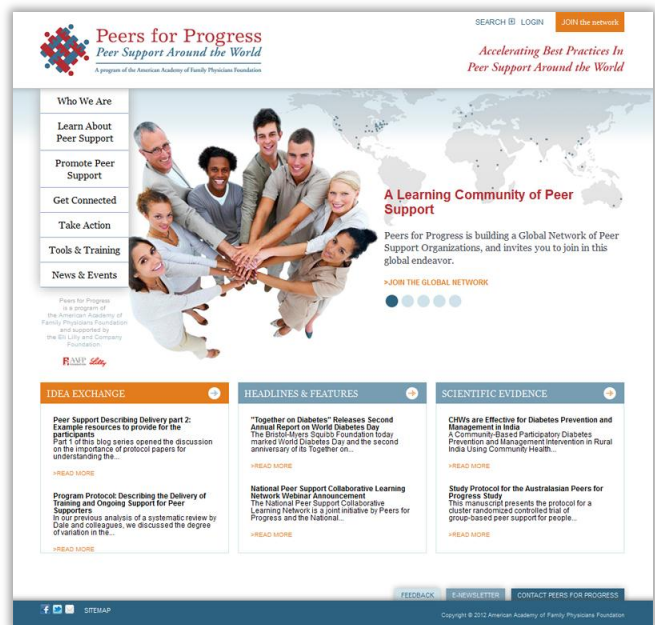 SEARCH
LOGIN
JOIN the network
Peers for Progress
Peer Support Around the World
A program of the American Academy of Family Physicians Foundation
Accelerating Best Practices In
Peer Support Around the World
Who We Are
Learn About
Peer Support
Promote Peer
Support
Get Connected
Take Action
Tools & Training
News & Events
A Learning Community of Peer
Support
Peers for Progress is building a Global Network of Peer
Support Organizations, and invites you to join in this
global endeavor.
»JOIN THE GLOBAL NETWORK
Peers for Progress
is a program of
the American Academy of
Family Physicians Foundation
and supported by
the Eli Lilly and Company
Foundation.
AAFP Lilly
IDEA EXCHANGE
Peer Support Describing Delivery part 2:
Example resources to provide for the
participants
Part 1 of this blog series opened the discussion
on the importance of protocol papers for
understanding the...
»READ MORE
Program Protocol: Describing the Delivery of
Training and Ongoing Support for Peer
Supporters
In our previous analysis of a systematic review by
Dale and colleagues, we discussed the degree
of variation in the...
»READ MORE
HEADLINES & FEATURES
"Together on Diabetes" Releases Second
Annual Report on World Diabetes Day
The Bristol-Myers Squibb Foundation today
marked World Diabetes Day and the second
anniversary of its Together on...
»READ MORE
National Peer Support Collaborative Learning
Network Webinar Announcement
The National Peer Support Collaborative
Learning Network is a joint initiative by Peers for
Progress and the National...
»READ MORE
SCIENTIFIC EVIDENCE
CHWs are Effective for Diabetes Prevention and
Management in India
A Community-Based Participatory Diabetes
Prevention and Management Intervention in Rural
India Using Community Health...
»READ MORE
Study Protocol for the Australasian Peers for
Progress Study
This manuscript presents the protocol for a
cluster randomized controlled trial of
group-based peer support for people...
»READ MORE
FEEDBACK
E-NEWSLETTER
CONTACT PEERS FOR PROGRESS
SITEMAP
Copyright © 2012 American Academy of Family Physicians Foundation